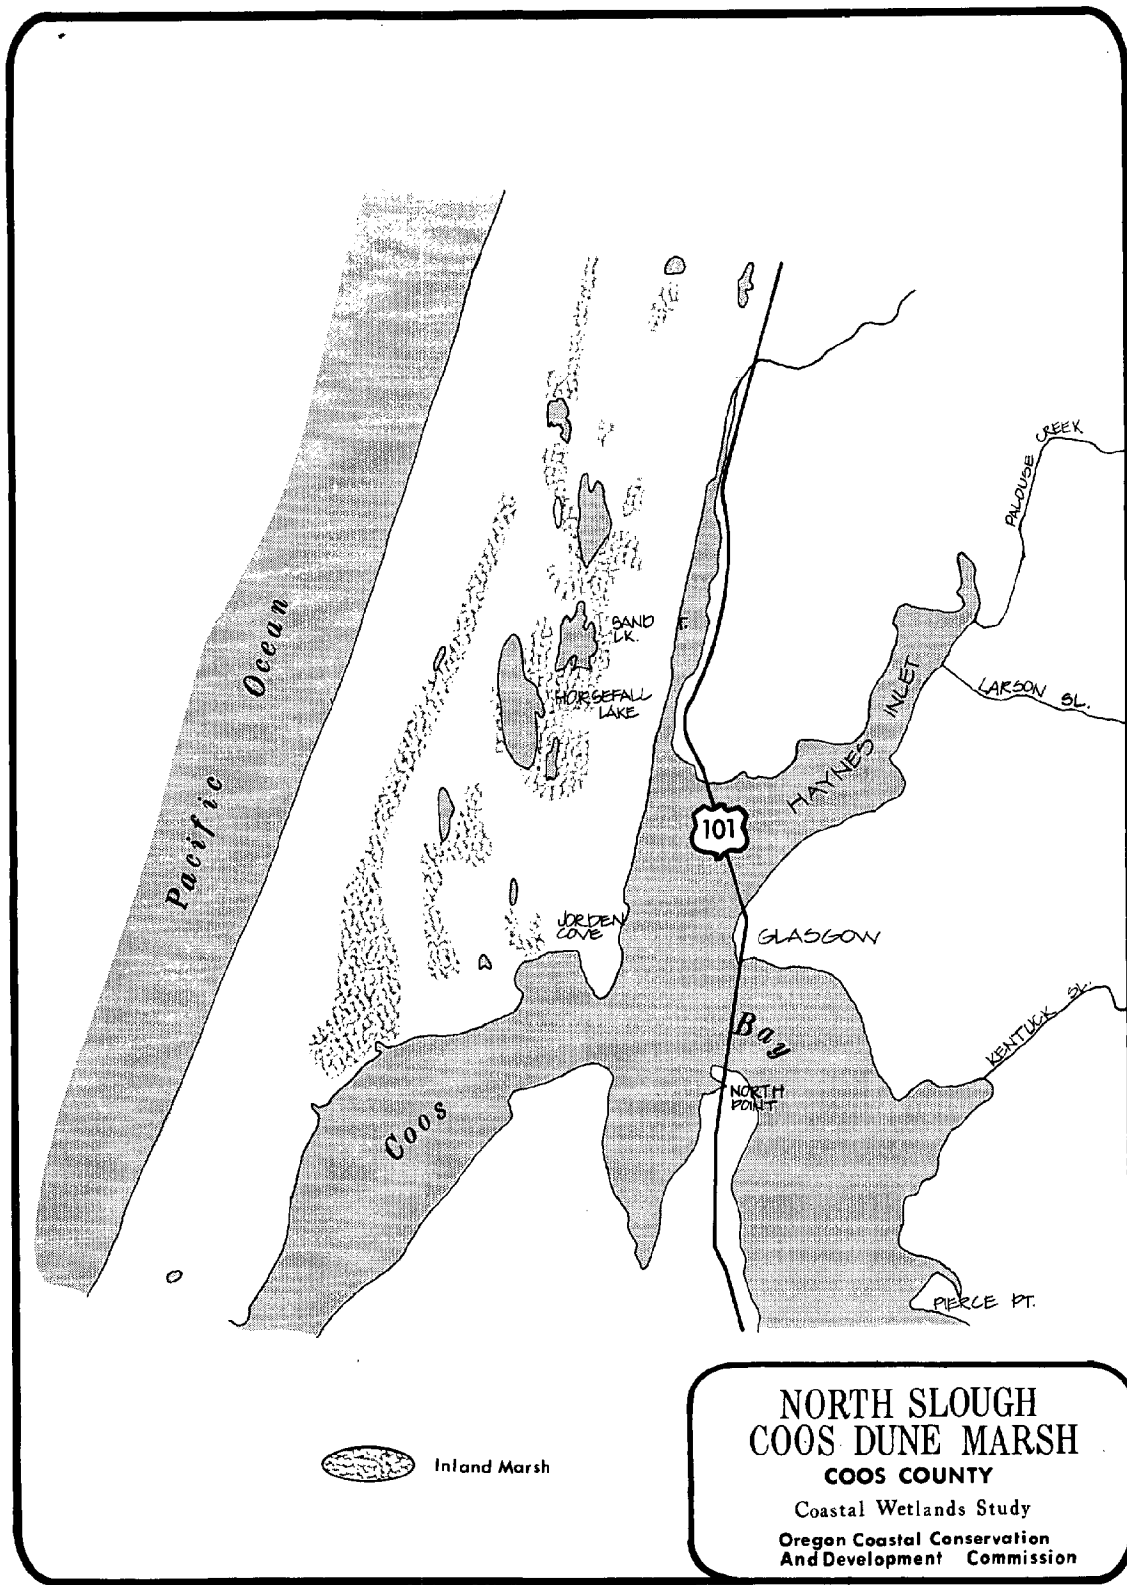 PALOUSE CREEK
SAND
LK.
HORSEFALL
LAKE
LARSON SL.
HAYNES INLET
Pacific Ocean
101
JORDEN
COVE
GLASGOW
KENTUCK SL.
Coos Bay
NORTH
POINT
PIERCE PT.
Inland Marsh
NORTH SLOUGH
COOS DUNE MARSH
COOS COUNTY
Coastal Wetlands Study
Oregon Coastal Conservation
And Development Commission